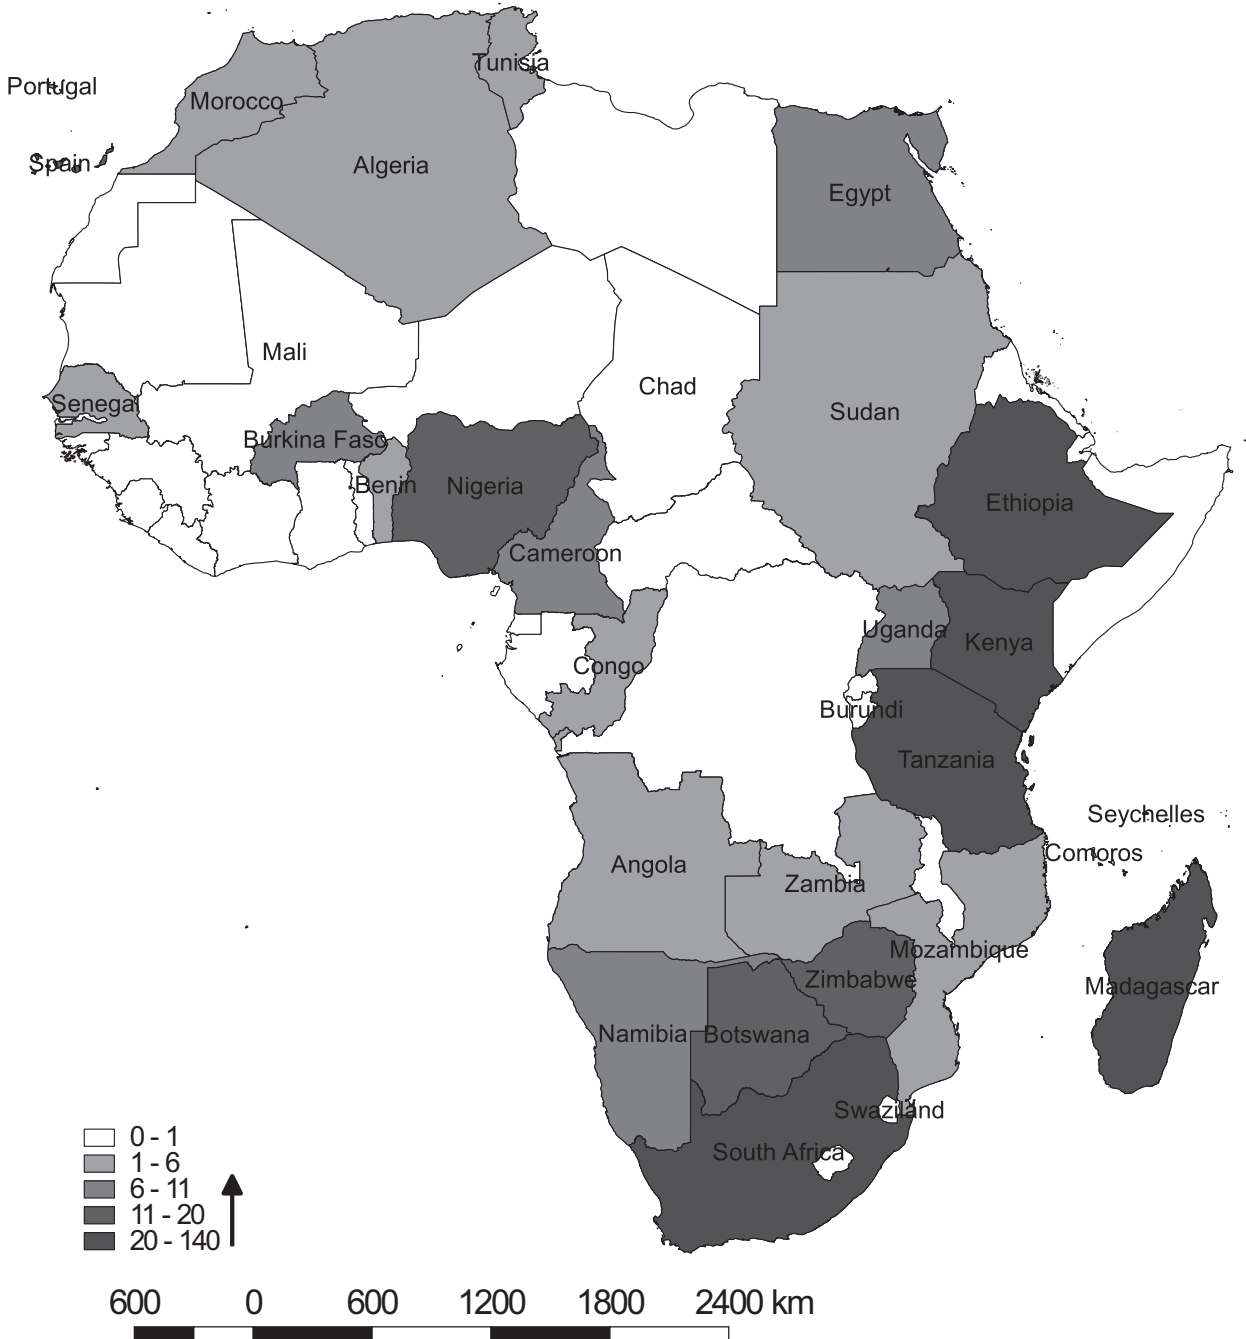 Tunisia
Portugal
Morocco
Spain
Algeria
Egypt
Mali
Chad
Senegal
Sudan
Burkina Faso
Benin
Nigeria
Ethiopia
Cameroon
Uganda
Kenya
Congo
Burundi
Tanzania
Seychelles
Comoros
Angola
Zambia
Mozambique
Zimbabwe
Madagascar
Namibia
Botswana
Swaziland
South Africa
0 - 1
1 - 6
6 - 11
11 - 20
20 - 140
600 0 600 1200 1800 2400 km